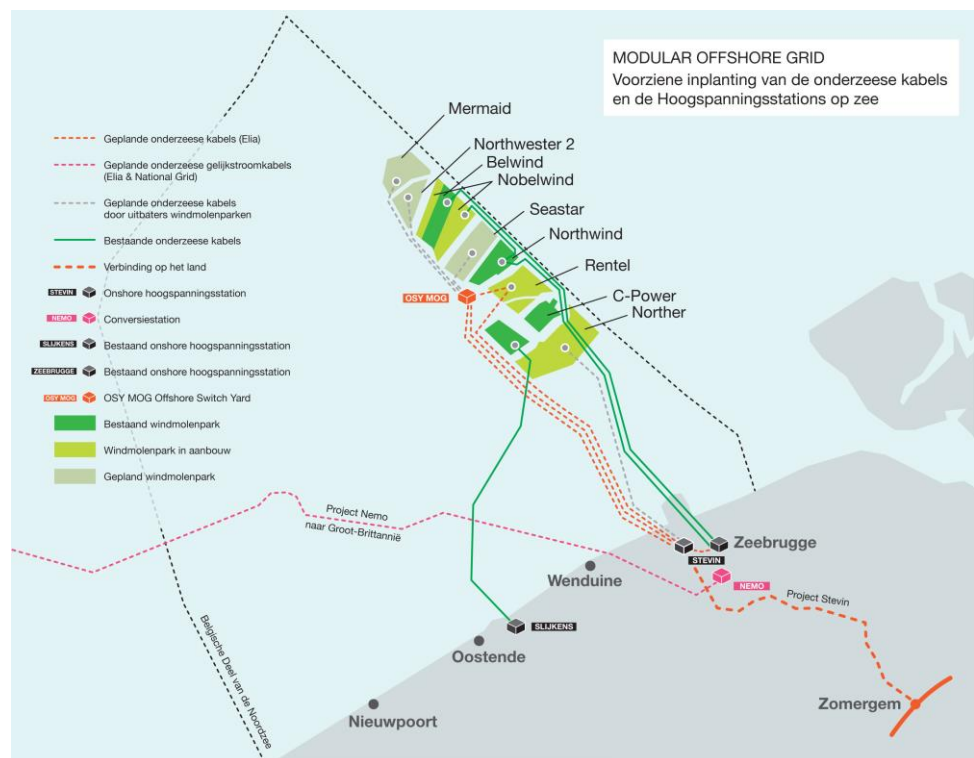 MODULAR OFFSHORE GRID
Voorziene inplanting van de onderzeese kabels
en de Hoogspanningsstations op zee
Mermaid
Northwester 2
Belwind
Nobelwind
Seastar
Northwind
Rentel
C-Power
Norther
Geplande onderzeese kabels (Elia)
Geplande onderzeese gelijkstroomkabels
(Elia & National Grid)
Geplande onderzeese kabels
door uitbaters windmolenparken
Bestaande onderzeese kabels
Verbinding op het land
STEVIN Onshore hoogspanningsstation
NEMO Conversiestation
SLIJKENS Bestaand onshore hoogspanningsstation
ZEEBRUGGE Bestaand onshore hoogspanningsstation
OSY MOG OSY MOG Offshore Switch Yard
Bestaand windmolenpark
Windmolenpark in aanbouw
Gepland windmolenpark
OSY MOG
Project Nemo
naar Groot-Brittannië
Zeebrugge
STEVIN
NEMO
Wenduine
Project Stevin
SLIJKENS
Oostende
Belgische Deel van de Noordzee
Nieuwpoort
Zomergem